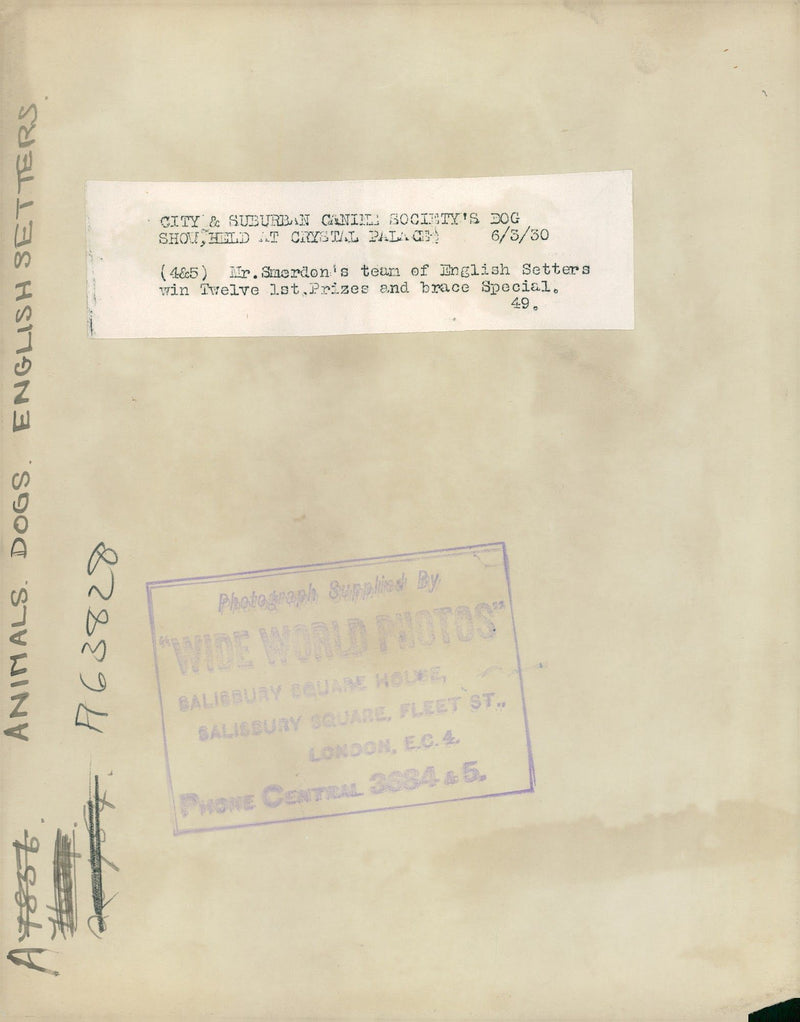 CITY & SUBURBAN CANINE SOCIETY'S DOG
SHOW, HELD AT CRYSTAL PALACE, 6/3/30
(4&5) Mr.Smerdon's team of English Setters
win Twelve 1st.Prizes and brace Special.
49.
ANIMALS. DOGS. ENGLISH SETTERS.
A63828
Photograph Supplied By
"WIDE WORLD PHOTOS"
SALISBURY SQUARE HOUSE,
SALISBURY SQUARE, FLEET ST.,
LONDON, E.C.4.
PHONE CENTRAL 3684 & 5.